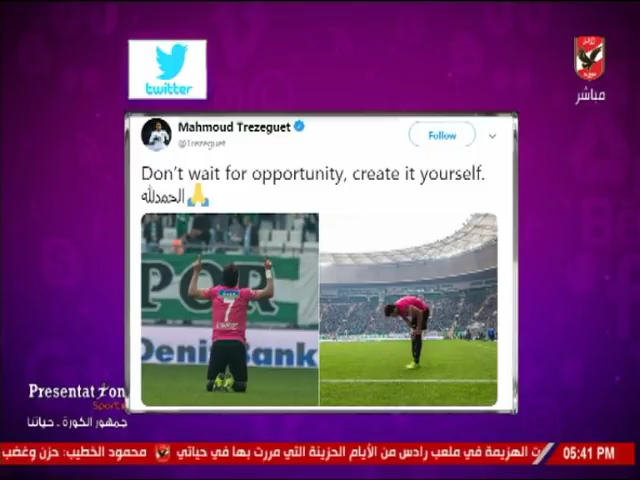 twitter
مباشر
Mahmoud Trezeguet
@Trezeguet
Follow
Don't wait for opportunity, create it yourself.
الحمدلله🙏
POR
7
DenizBank
Presentation
Sports
جمهور الكورة .. حياتنا
ت الهزيمة في ملعب رادس من الأيام الحزينة التي مررت بها في حياتي
محمود الخطيب: حزن وغضب
05:41 PM